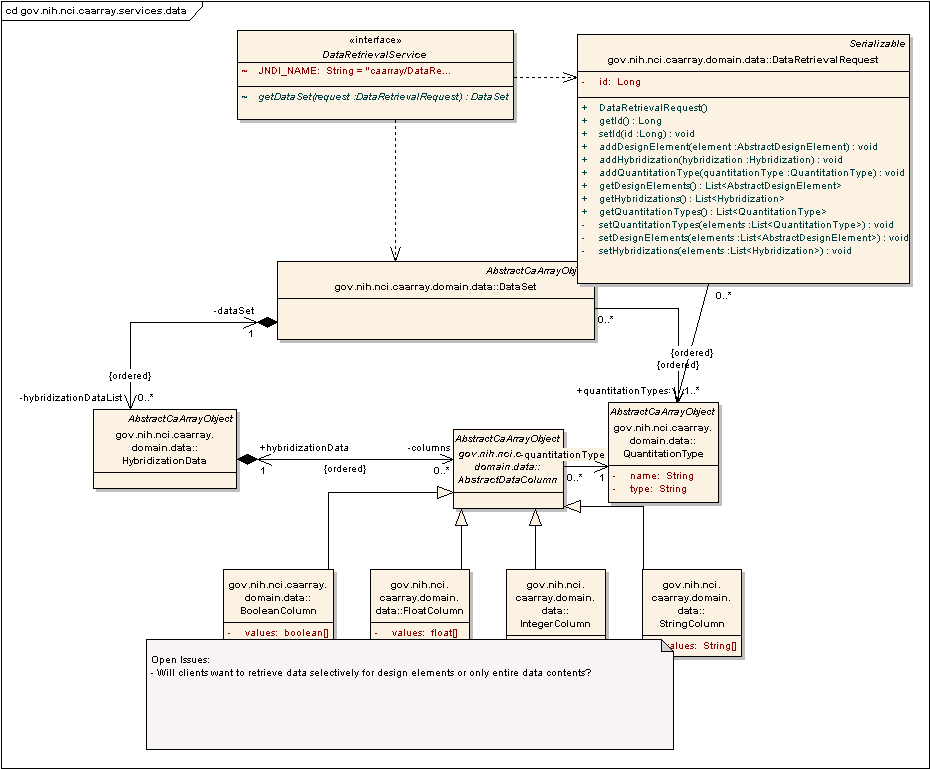 cd gov.nih.nci.caarray.services.data
«interface»
DataRetrievalService
~ JNDI_NAME: String = "caarray/DataRe...
~ getDataSet(request :DataRetrievalRequest) : DataSet
Serializable
gov.nih.nci.caarray.domain.data::DataRetrievalRequest
- id: Long
+ DataRetrievalRequest()
+ getId() : Long
+ setId(id :Long) : void
+ addDesignElement(element :AbstractDesignElement) : void
+ addHybridization(hybridization :Hybridization) : void
+ addQuantitationType(quantitationType :QuantitationType) : void
+ getDesignElements() : List<AbstractDesignElement>
+ getHybridizations() : List<Hybridization>
+ getQuantitationTypes() : List<QuantitationType>
- setQuantitationTypes(elements :List<QuantitationType>) : void
- setDesignElements(elements :List<AbstractDesignElement>) : void
- setHybridizations(elements :List<Hybridization>) : void
AbstractCaArrayObj
gov.nih.nci.caarray.domain.data::DataSet
0..*
-dataSet
1
0..*
{ordered}
{ordered}
{ordered}
-hybridizationDataList
0..*
+quantitationTypes
1..*
AbstractCaArrayObject
gov.nih.nci.caarray.
domain.data::
HybridizationData
+hybridizationData
1
{ordered}
-columns
0..*
AbstractCaArrayObject
gov.nih.nci.c
domain.data::
AbstractDataColumn
-quantitationType
0..*
1
AbstractCaArrayObject
gov.nih.nci.caarray.
domain.data::
QuantitationType
- name: String
- type: String
gov.nih.nci.caarray.
domain.data::
BooleanColumn
- values: boolean[]
gov.nih.nci.
caarray.domain.
data::FloatColumn
- values: float[]
gov.nih.nci.
caarray.domain.
data::
IntegerColumn
gov.nih.nci.
caarray.domain.
data::
StringColumn
alues: String[]
Open Issues:
- Will clients want to retrieve data selectively for design elements or only entire data contents?